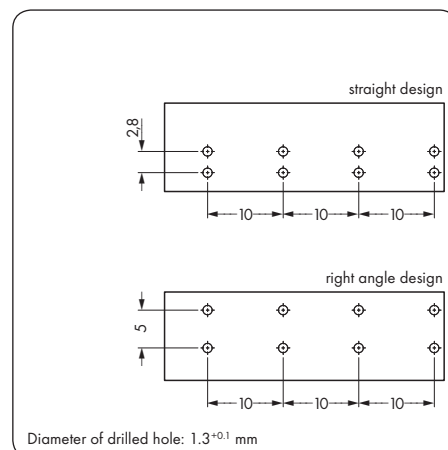 straight design
2,8
10 10 10
right angle design
5
10 10 10
Diameter of drilled hole: 1.3+0.1 mm